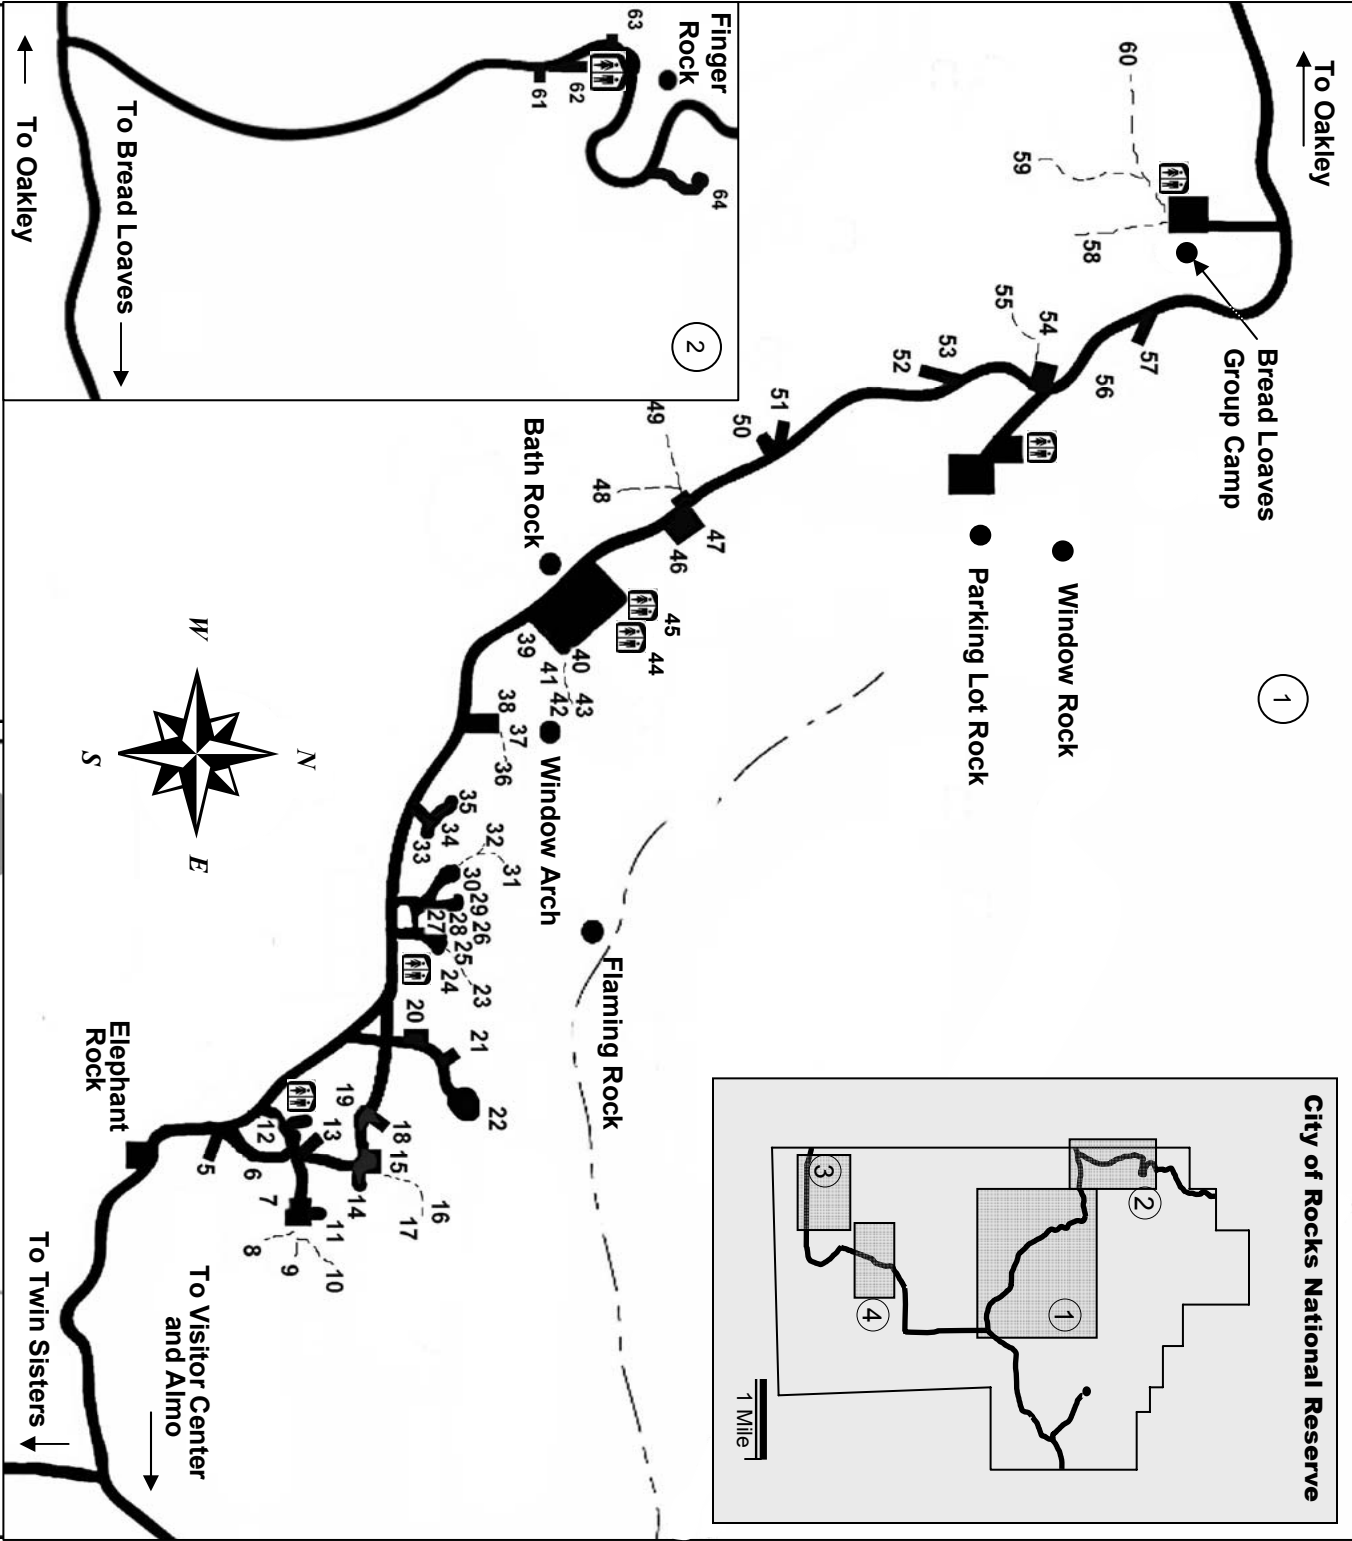 City of Rocks National Reserve
1
2
3
4
1 Mile
To Oakley
60
59
58
Bread Loaves
Group Camp
57
56
55
54
53
52
Window Rock
Parking Lot Rock
1
51
50
49
48
47
46
Bath Rock
45
44
39
40
41
42
43
38
37
36
Window Arch
35
34
33
32
31
30
29
28
27
26
25
24
23
Flaming Rock
20
21
22
19
18
15
14
16
17
13
12
11
10
9
8
7
6
5
Elephant
Rock
To Visitor Center
and Almo
To Twin Sisters
N
W
E
S
Finger
Rock
63
62
61
64
2
To Bread Loaves
To Oakley